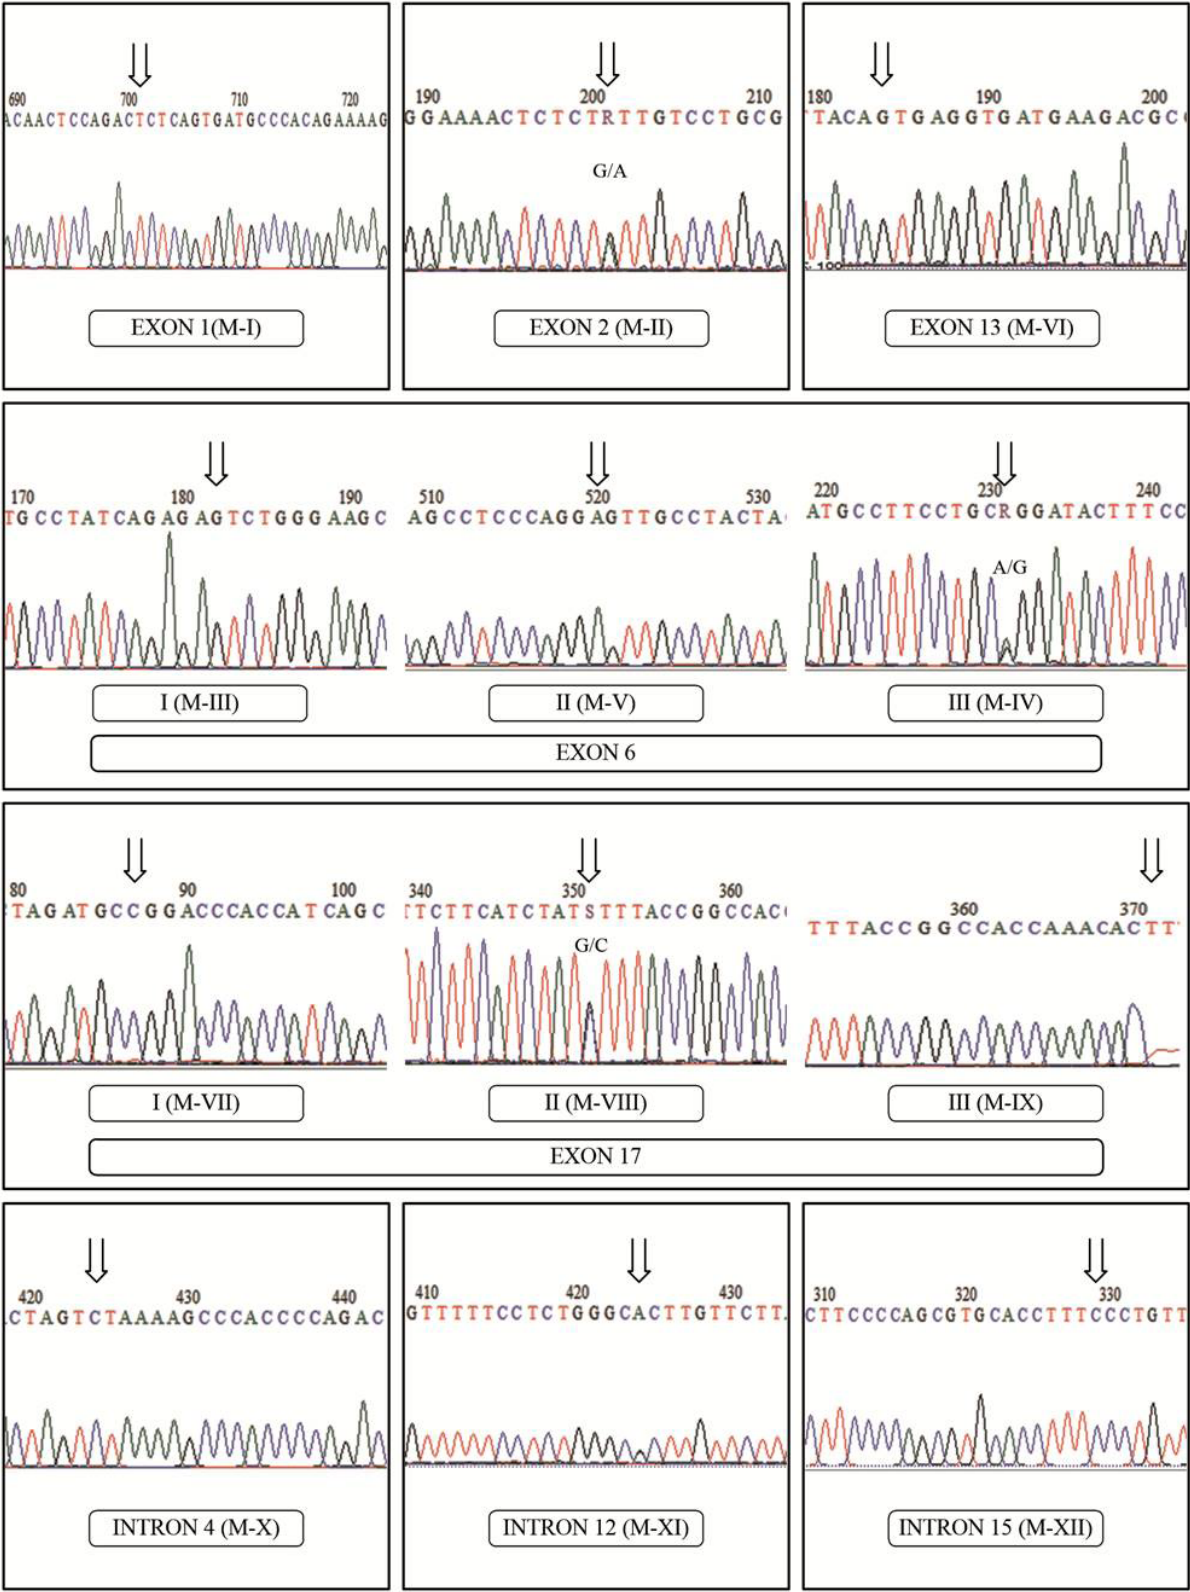 690 700 710 720
ACAACTCCAGACTCTCAGTGATGCCCACAGAAAAG
EXON 1(M-I)
190 200 210
GGAAAACTCTCTRTTGTCCTGCG
G/A
EXON 2 (M-II)
180 190 200
TTACAGTGAGGTGATGAAGACGC
100
EXON 13 (M-VI)
170 180 190
TGCCTATCAGAGAGTCTGGGAAGC
I (M-III)
510 520 530
AGCCTCCCAGGAGTTGCCTACTA
II (M-V)
220 230 240
ATGCCTTCCTGCRGGATACTTTCC
A/G
III (M-IV)
EXON 6
80 90 100
TAGATGCCGGACCCACCATCAGC
I (M-VII)
340 350 360
TTCTTCATCTATSTTTACCGGCCAC
G/C
II (M-VIII)
360 370
TTTACCGGCCACCAAACACTT
III (M-IX)
EXON 17
420 430 440
CTAGTCTAAAAGCCCACCCCAGAC
INTRON 4 (M-X)
410 420 430
GTTTTTCCTCTGGGCACTTGTTCTT
INTRON 12 (M-XI)
310 320 330
CTTCCCCAGCGTGCACCTTTCCCTGTT
INTRON 15 (M-XII)